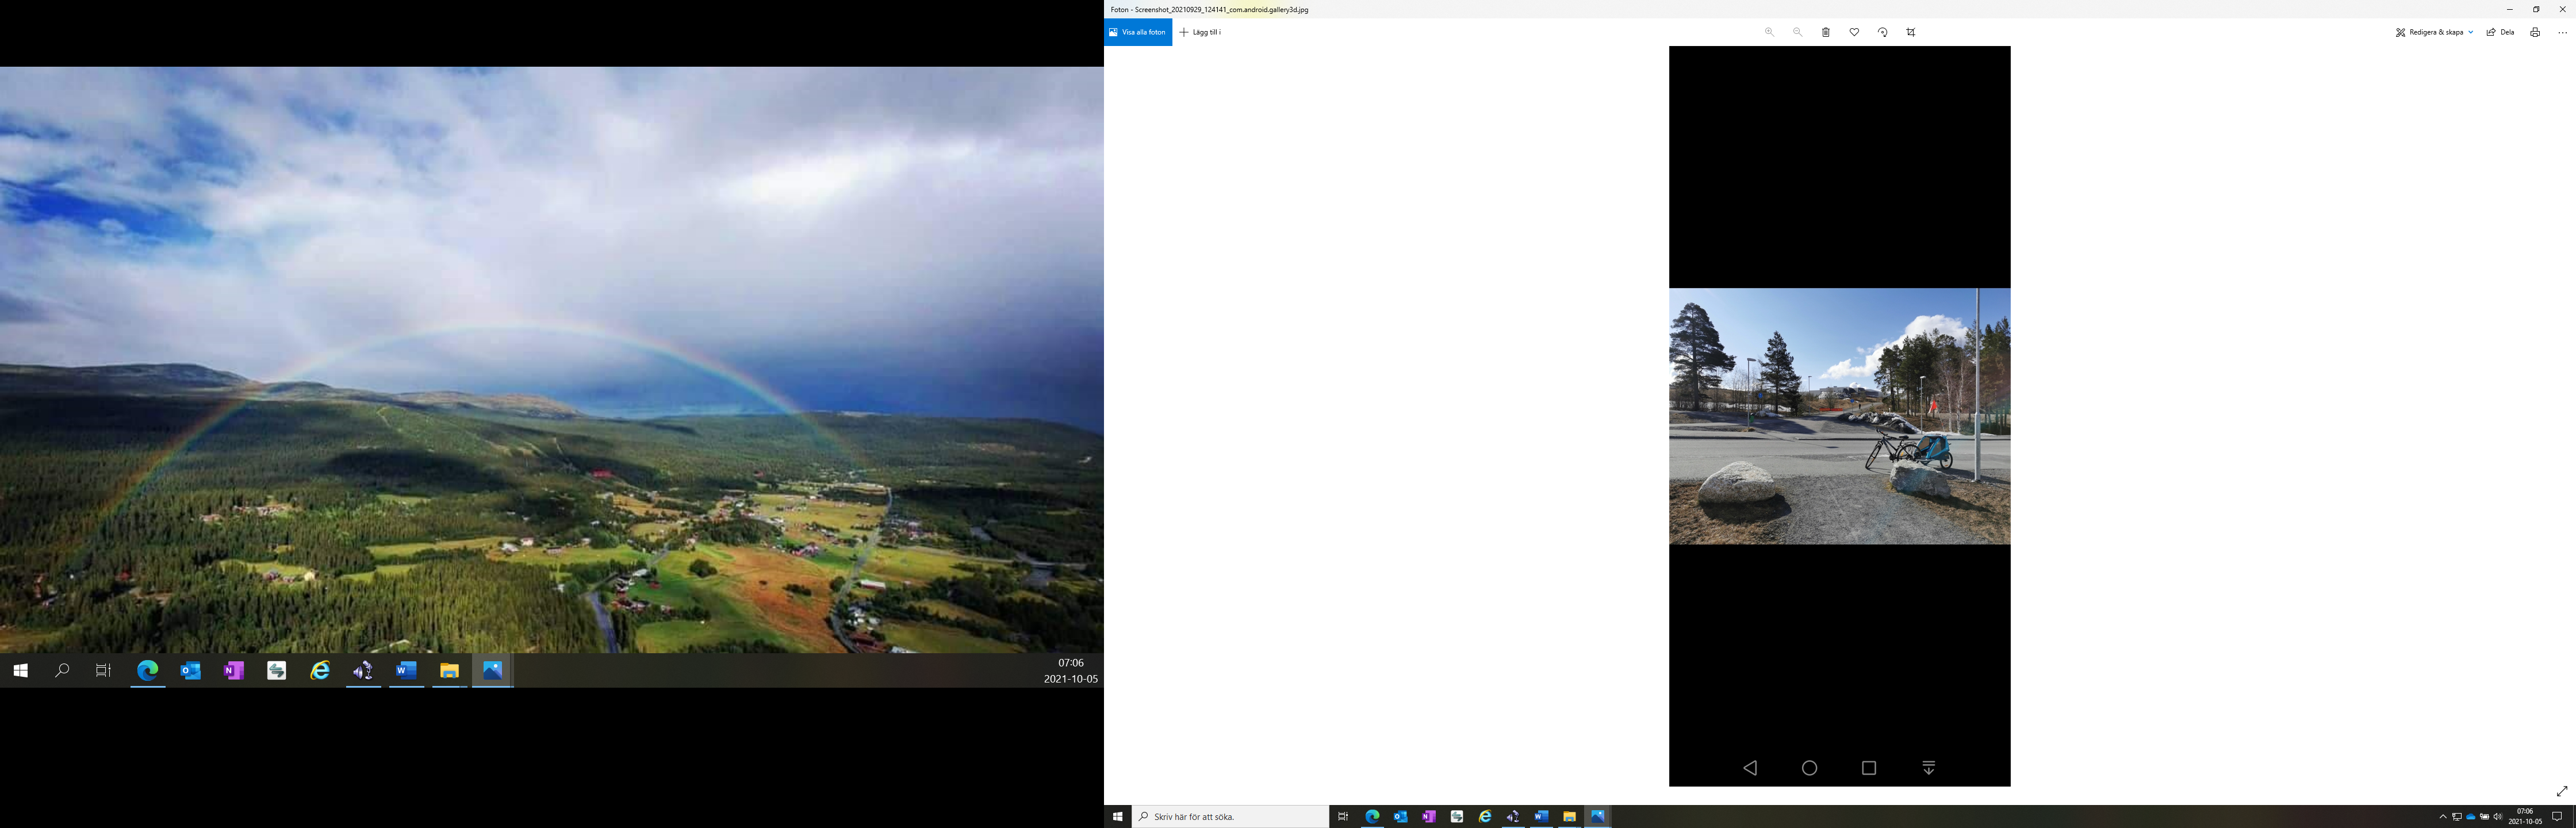 07:06
2021-10-05
Foton - Screenshot_20210929_124141_com.android.gallery3d.jpg
Visa alla foton
Lägg till i
Redigera & skapa
Dela
Skriv här för att söka.
07:06
2021-10-05